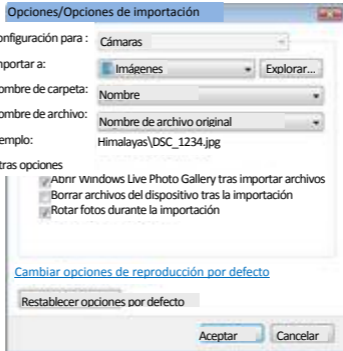 Opciones/Opciones de importación
onfiguración para : Cámaras
mportar a: Imágenes Explorar...
ombre de carpeta: Nombre
ombre de archivo: Nombre de archivo original
emplo: Himalayas\DSC_1234.jpg
tras opciones
Abrir Windows Live Photo Gallery tras importar archivos
Borrar archivos del dispositivo tras la importación
Rotar fotos durante la importación
Cambiar opciones de reproducción por defecto
Restablecer opciones por defecto
Aceptar Cancelar